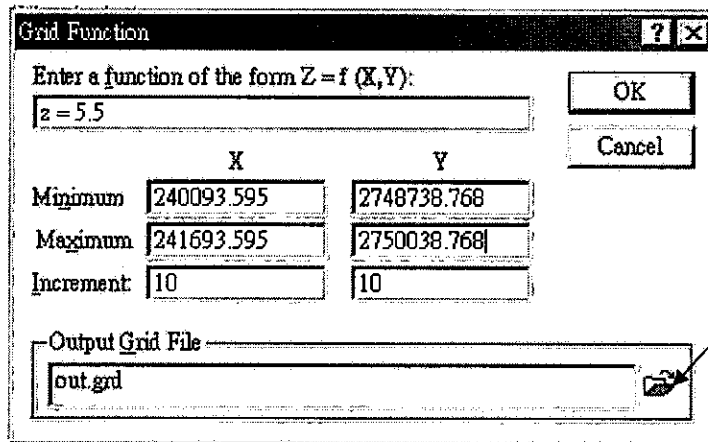 Grid Function
Enter a function of the form Z = f (X,Y):
z = 5.5
OK
Cancel
X Y
Minimum 240093.595 2748738.768
Maximum 241693.595 2750038.768
Increment: 10 10
Output Grid File
out.grd